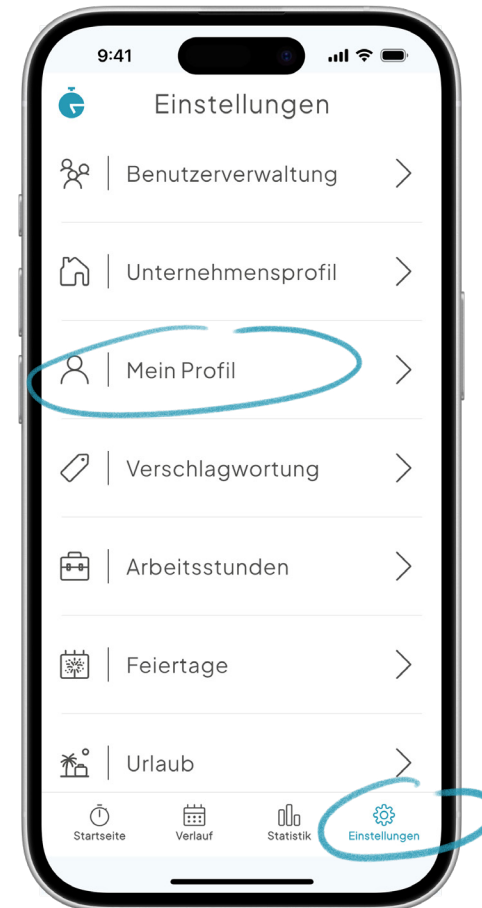 9:41
Einstellungen
Benutzerverwaltung
Unternehmensprofil
Mein Profil
Verschlagwortung
Arbeitsstunden
Feiertage
Urlaub
Startseite Verlauf Statistik Einstellungen